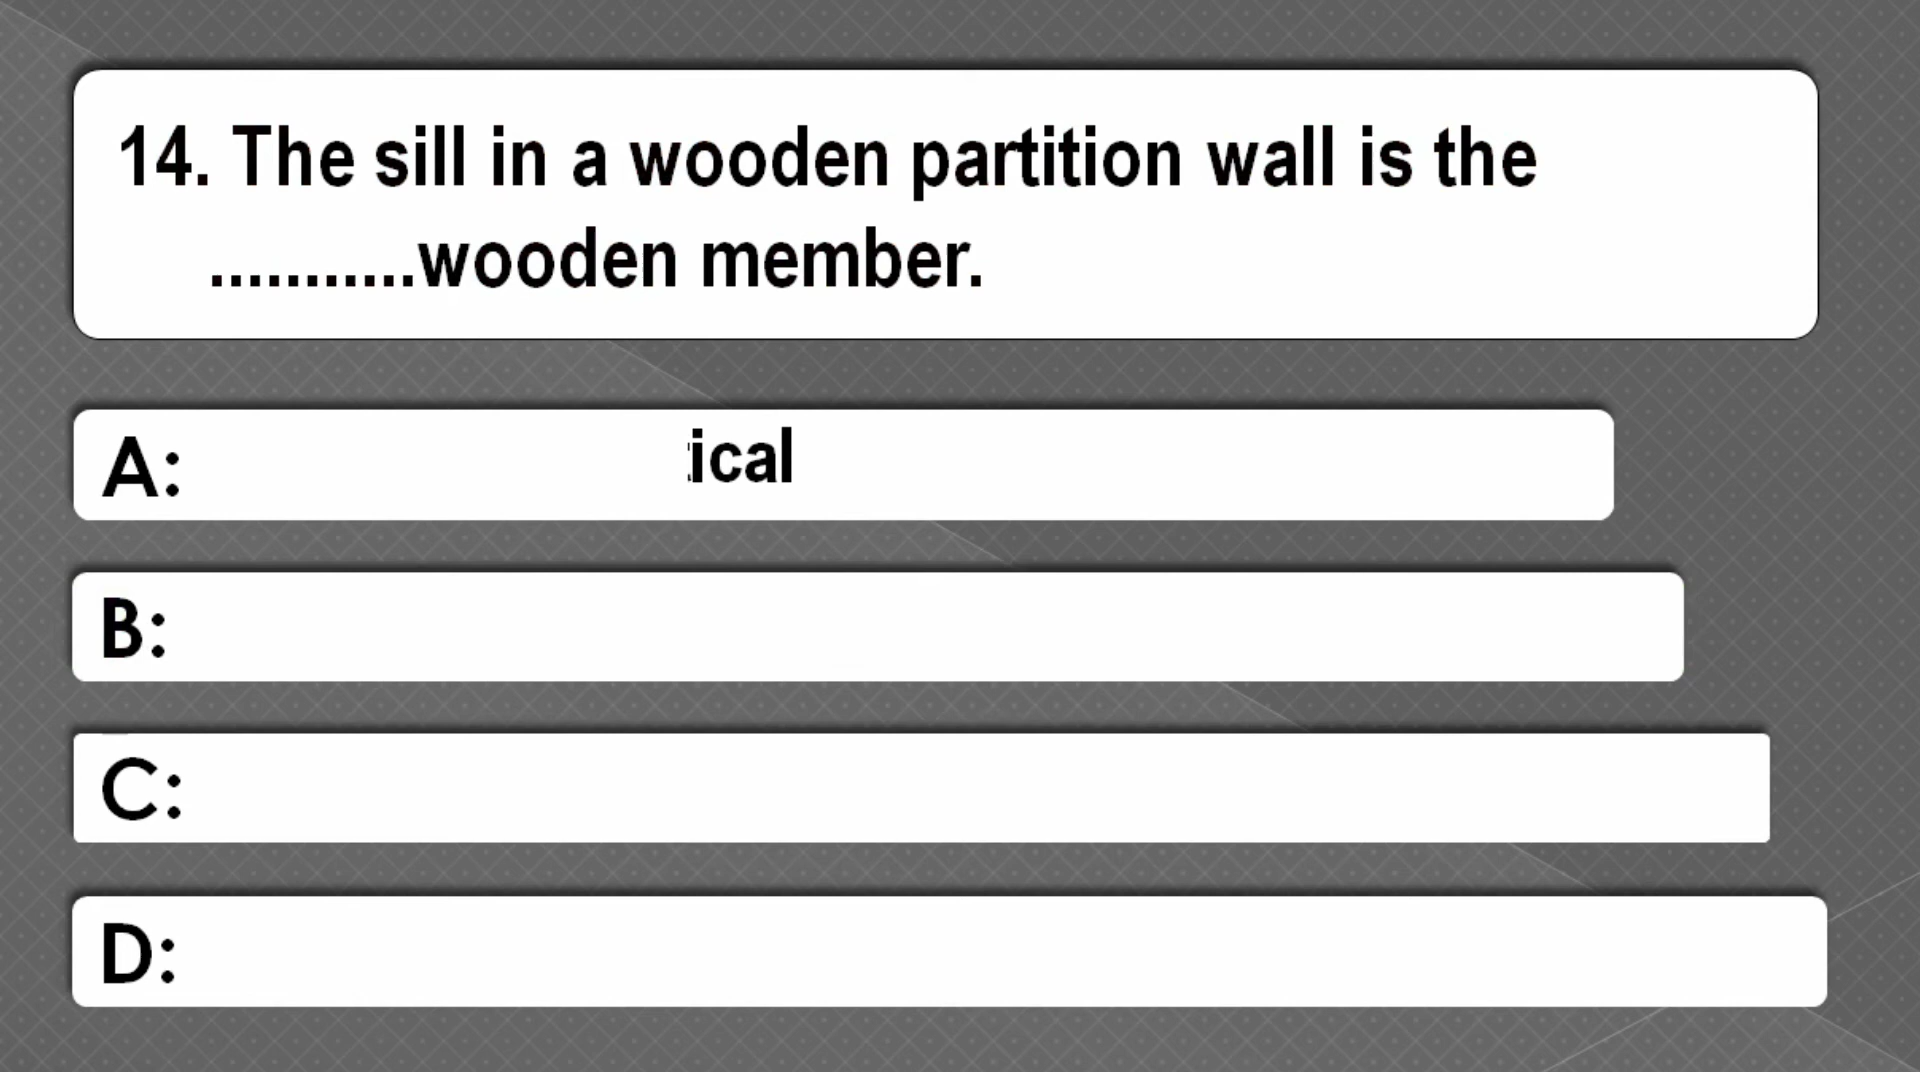 14. The sill in a wooden partition wall is the
...........wooden member.
A: ical
B:
C:
D: